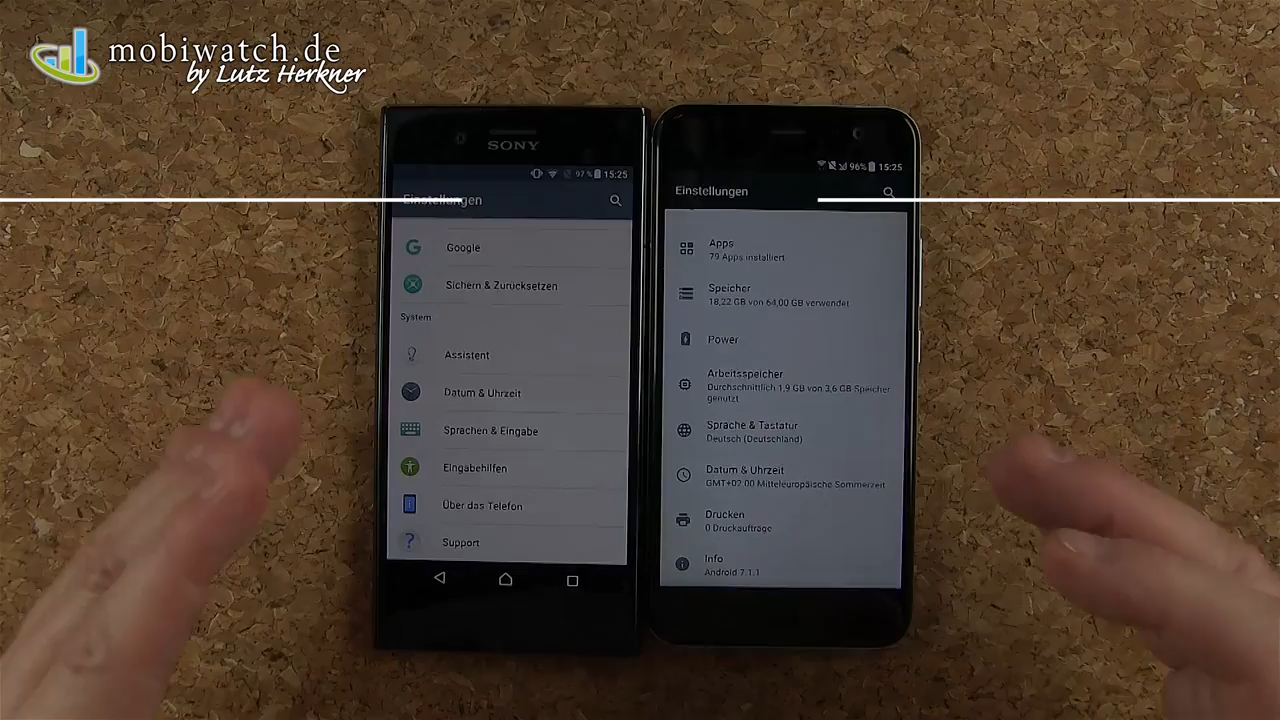 mobiwatch.de
by Lutz Herkner
SONY
97 % 15:25
Einstellungen
Google
Sichern & Zurücksetzen
System
Assistent
Datum & Uhrzeit
Sprachen & Eingabe
Eingabehilfen
Über das Telefon
Support
96% 15:25
Einstellungen
Apps
79 Apps installiert
Speicher
18,22 GB von 64,00 GB verwendet
Power
Arbeitsspeicher
Durchschnittlich 1,9 GB von 3,6 GB Speicher
genutzt
Sprache & Tastatur
Deutsch (Deutschland)
Datum & Uhrzeit
GMT+02:00 Mitteleuropäische Sommerzeit
Drucken
0 Druckaufträge
Info
Android 7.1.1